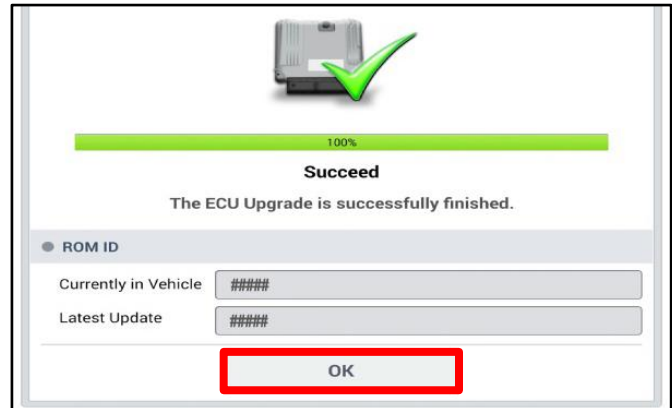 100%
Succeed
The ECU Upgrade is successfully finished.
ROM ID
Currently in Vehicle #####
Latest Update #####
OK